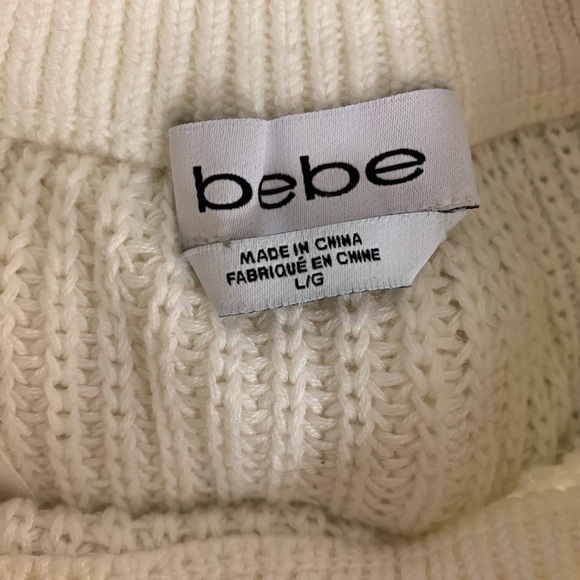 bebe
MADE IN CHINA
FABRIQUÉ EN CHINE
L/G